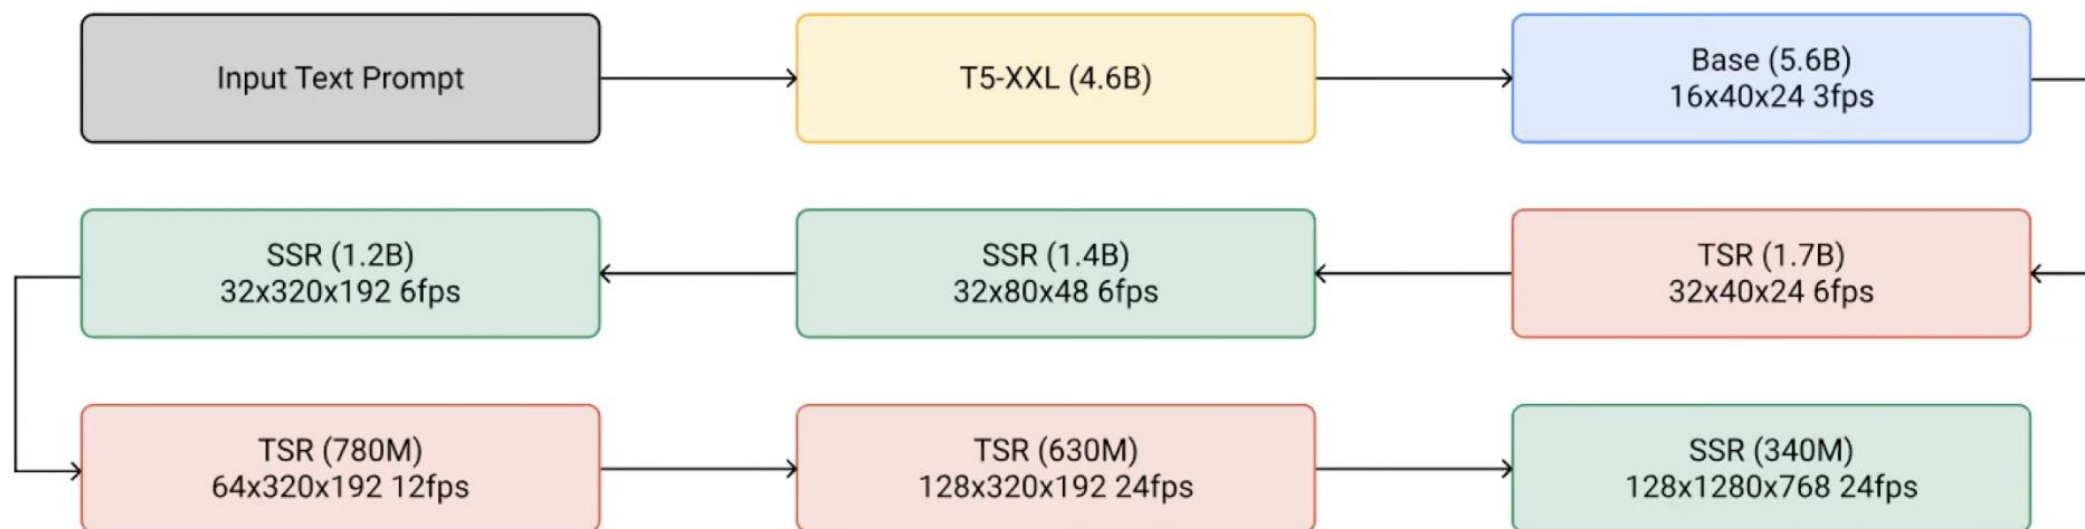 Input Text Prompt
T5-XXL (4.6B)
Base (5.6B)
16x40x24 3fps
SSR (1.2B)
32x320x192 6fps
SSR (1.4B)
32x80x48 6fps
TSR (1.7B)
32x40x24 6fps
TSR (780M)
64x320x192 12fps
TSR (630M)
128x320x192 24fps
SSR (340M)
128x1280x768 24fps